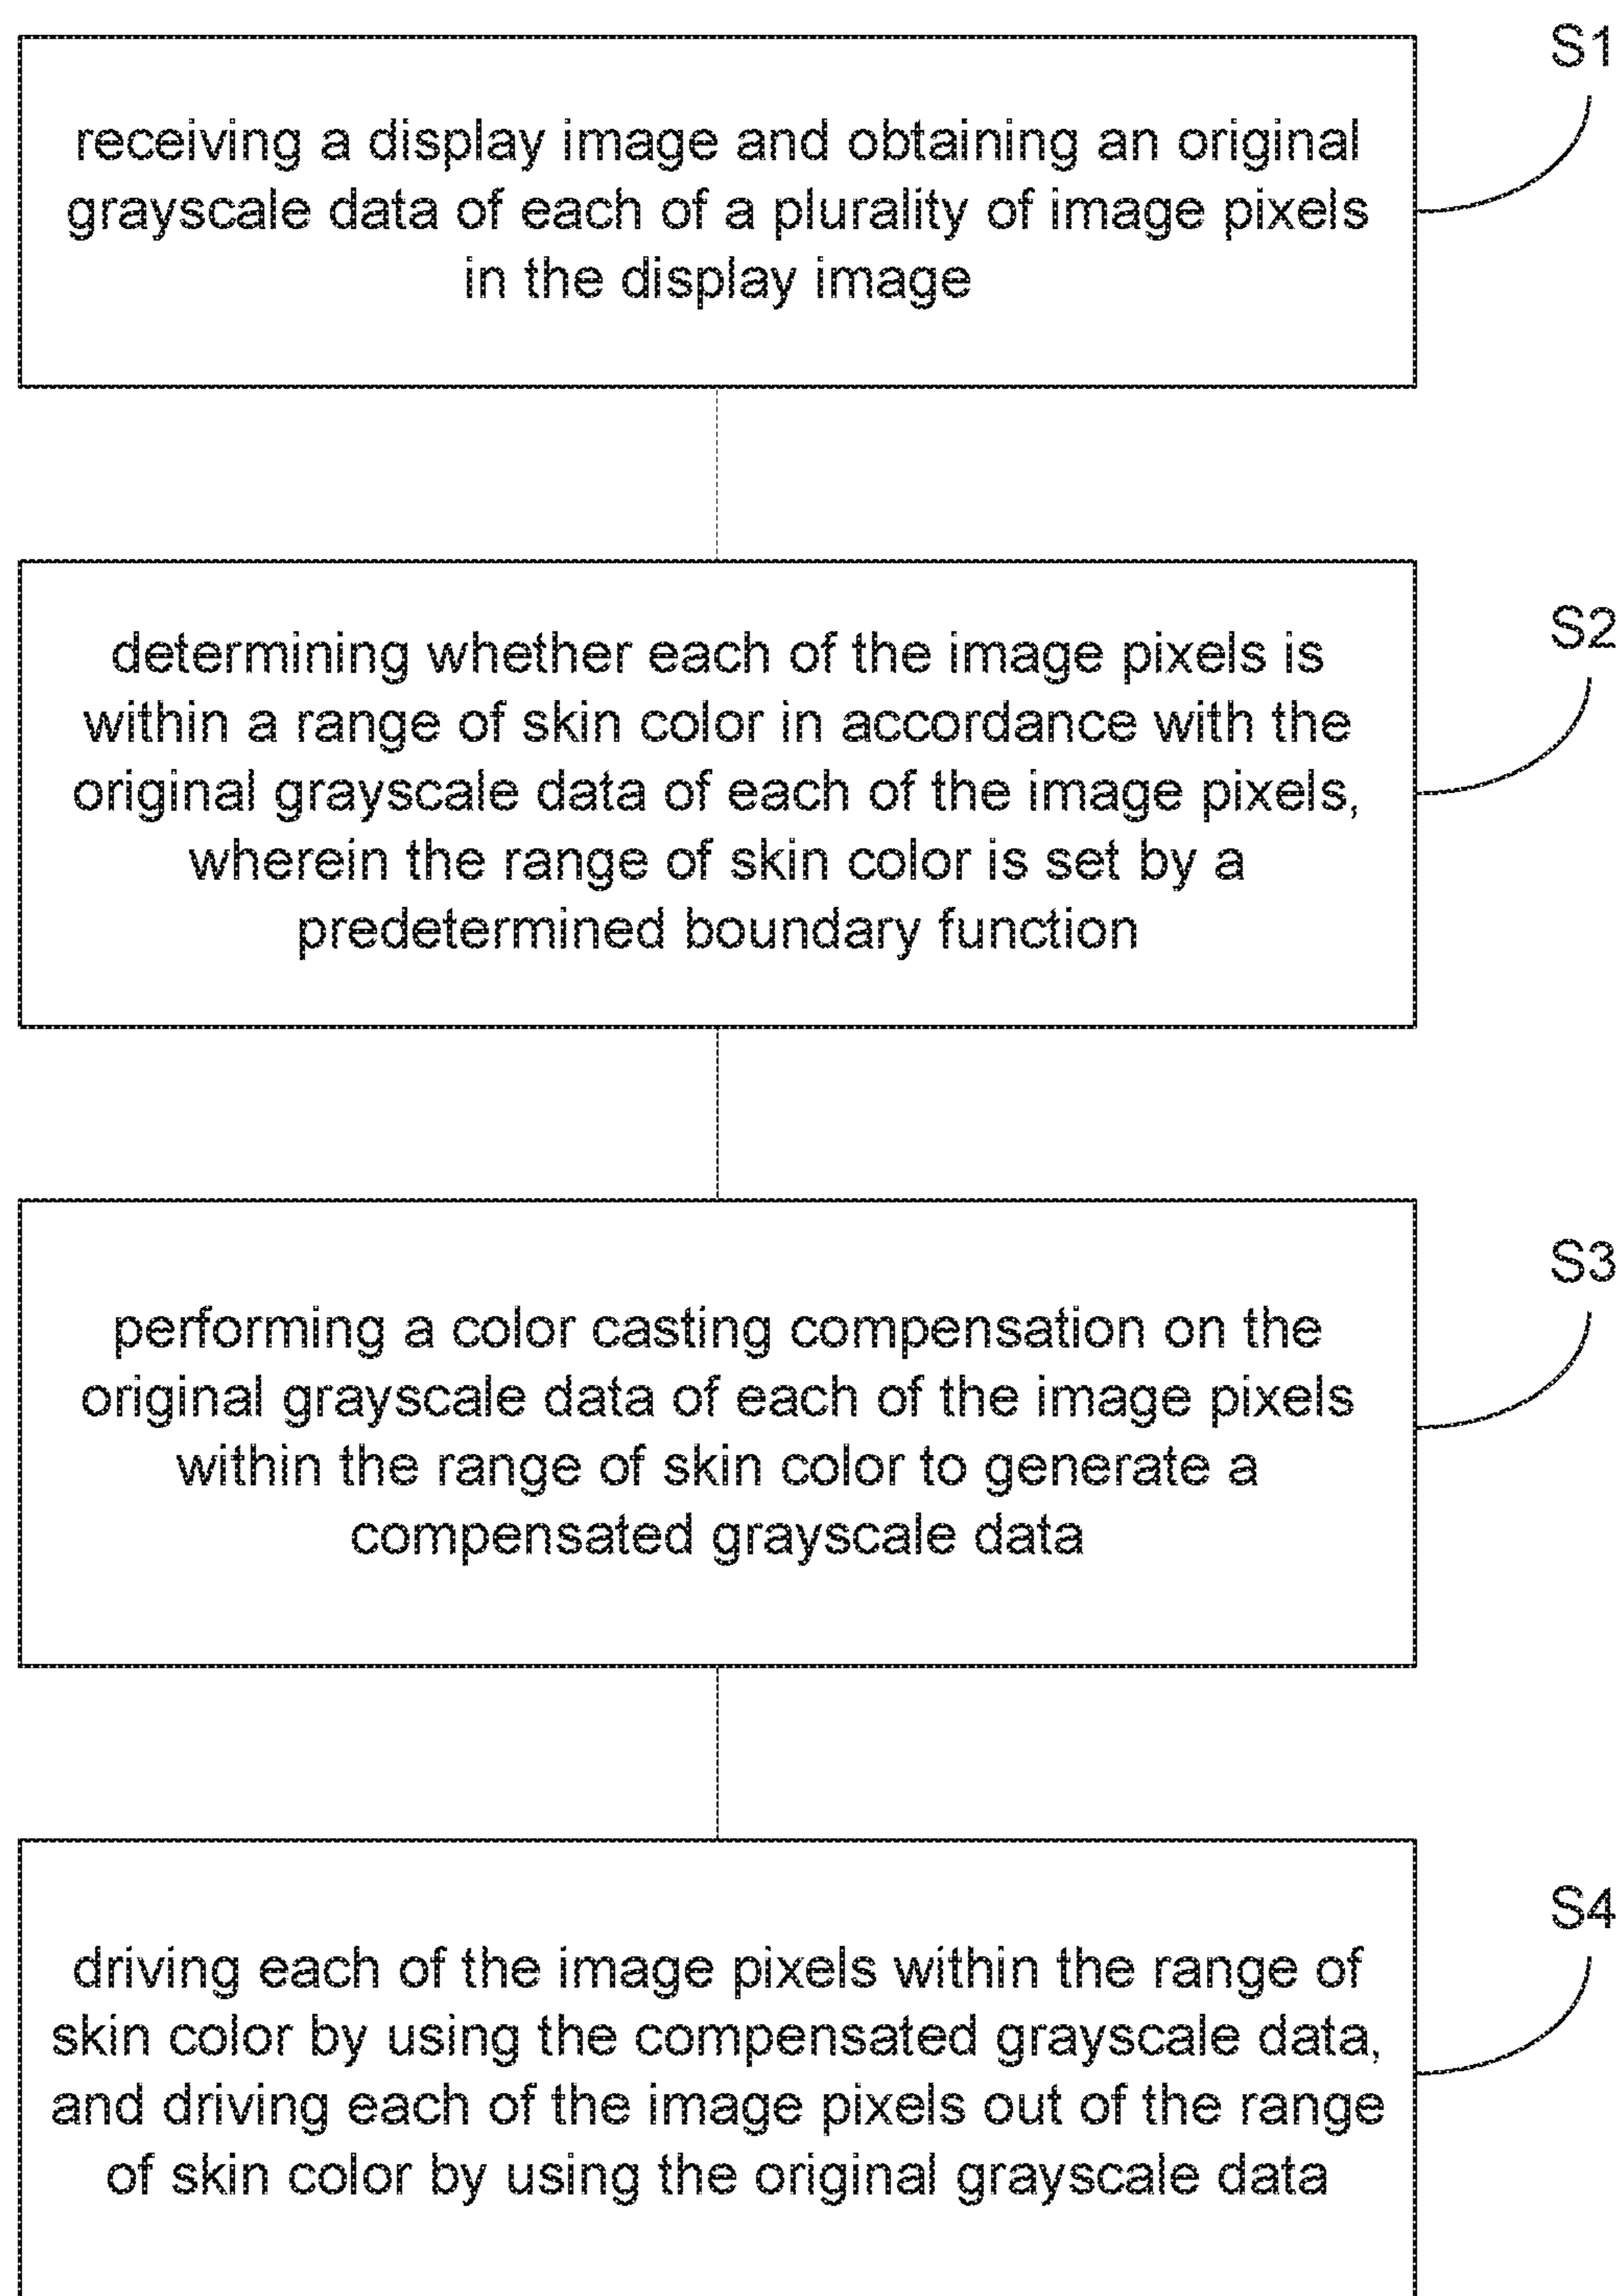 S1
receiving a display image and obtaining an original
grayscale data of each of a plurality of image pixels
in the display image
S2
determining whether each of the image pixels is
within a range of skin color in accordance with the
original grayscale data of each of the image pixels,
wherein the range of skin color is set by a
predetermined boundary function
S3
performing a color casting compensation on the
original grayscale data of each of the image pixels
within the range of skin color to generate a
compensated grayscale data
S4
driving each of the image pixels within the range of
skin color by using the compensated grayscale data,
and driving each of the image pixels out of the range
of skin color by using the original grayscale data